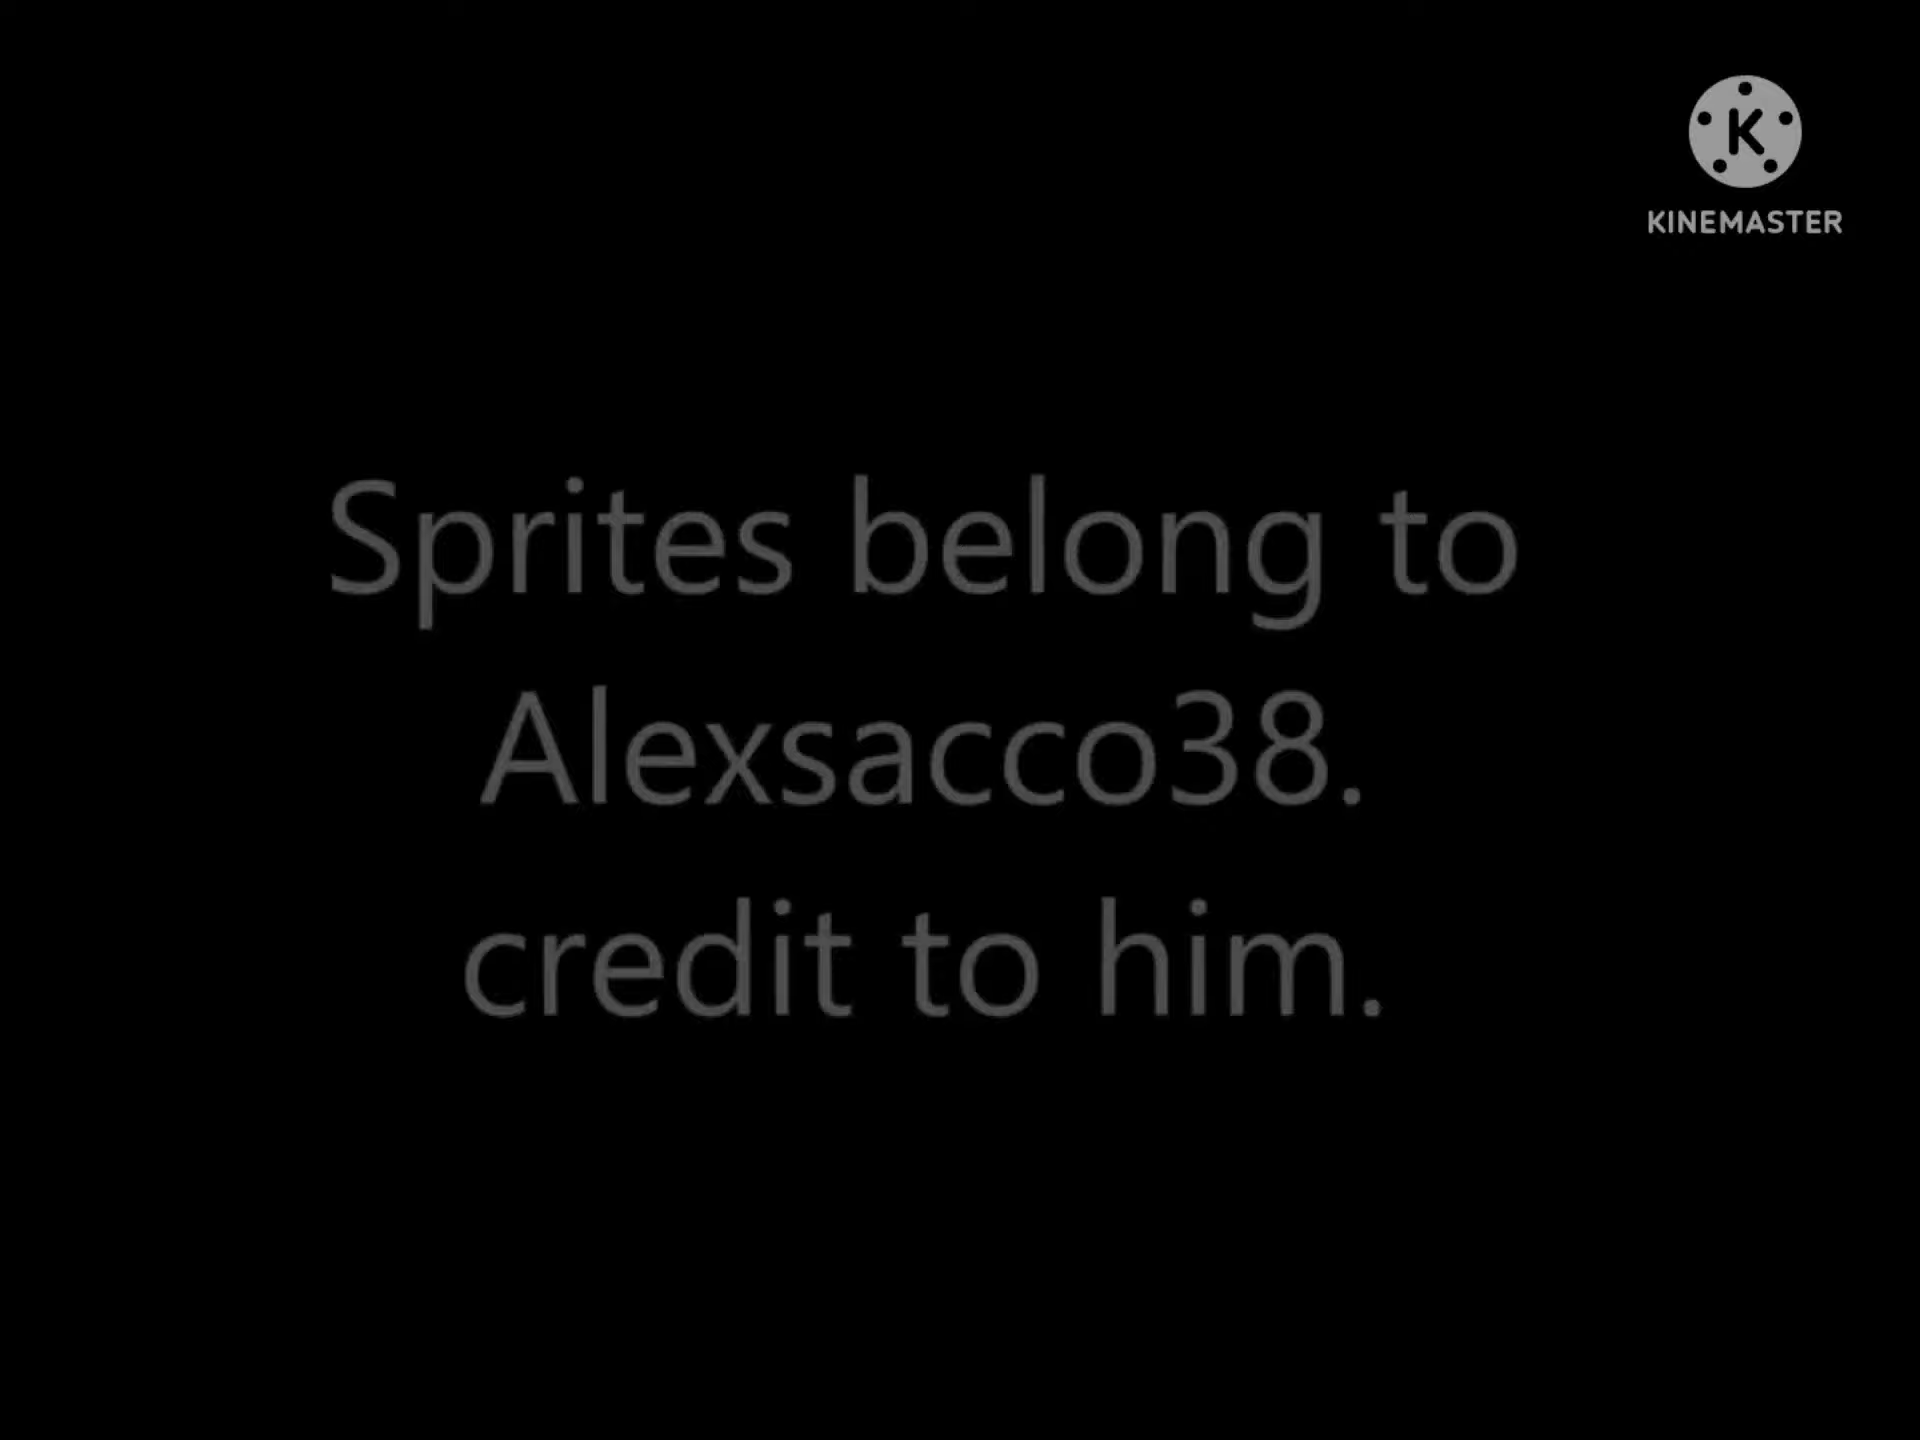 K
KINEMASTER
Sprites belong to
Alexsacco38.
credit to him.